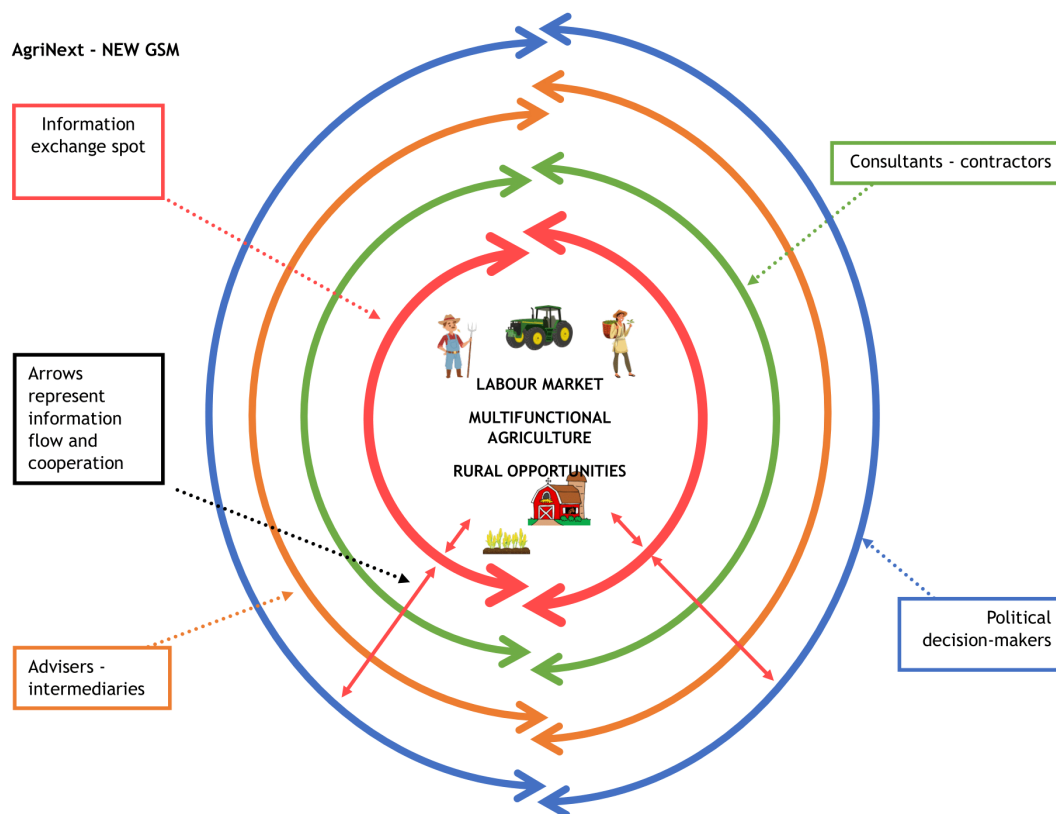 AgriNext - NEW GSM
Information
exchange spot
Consultants - contractors
LABOUR MARKET
MULTIFUNCTIONAL
AGRICULTURE
RURAL OPPORTUNITIES
Arrows
represent
information
flow and
cooperation
Advisers -
intermediaries
Political
decision-makers